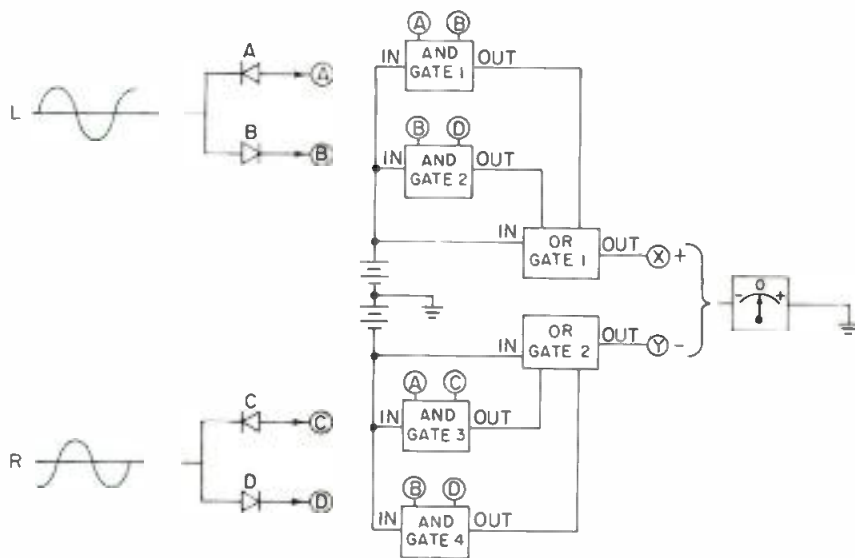 A B
A
IN AND GATE 1 OUT
A
L
B
B
B D
IN AND GATE 2 OUT
IN OR GATE 1 OUT X +
- 0 +
IN OR GATE 2 OUT Y -
A C
C
IN AND GATE 3 OUT
C
R
D
D
B D
IN AND GATE 4 OUT